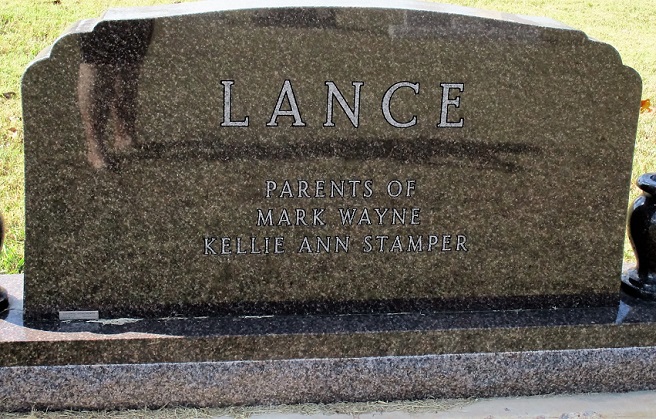 LANCE
PARENTS OF
MARK WAYNE
KELLIE ANN STAMPER